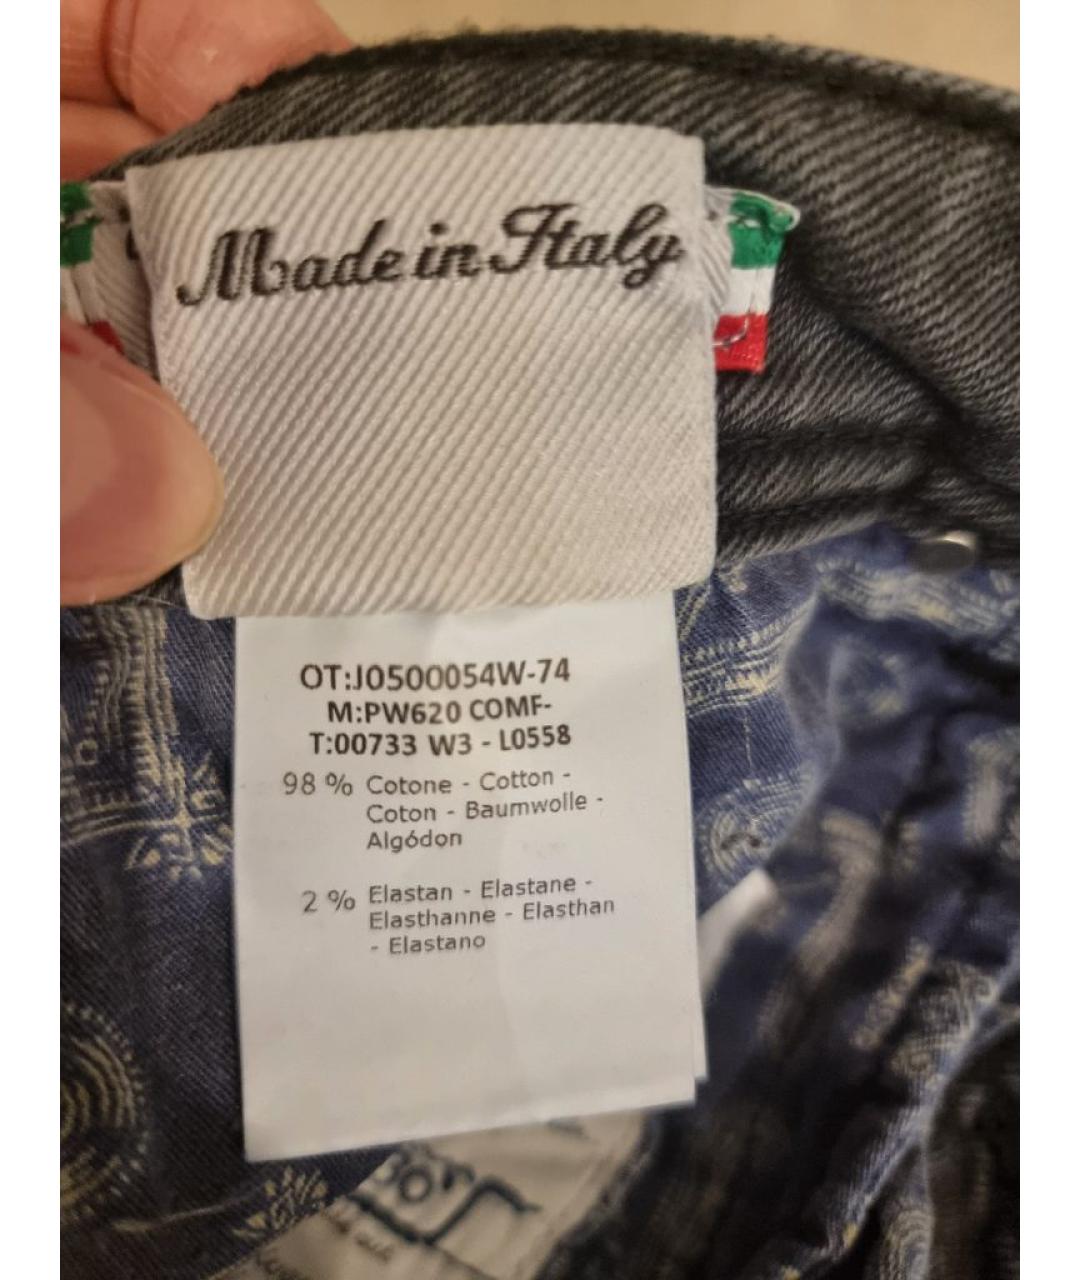 Made in Italy
OT:J0500054W-74
M:PW620 COMF-
T:00733 W3 - L0558
98 % Cotone - Cotton -
Coton - Baumwolle -
Algódon
2 % Elastan - Elastane -
Elasthanne - Elasthan
- Elastano
30°